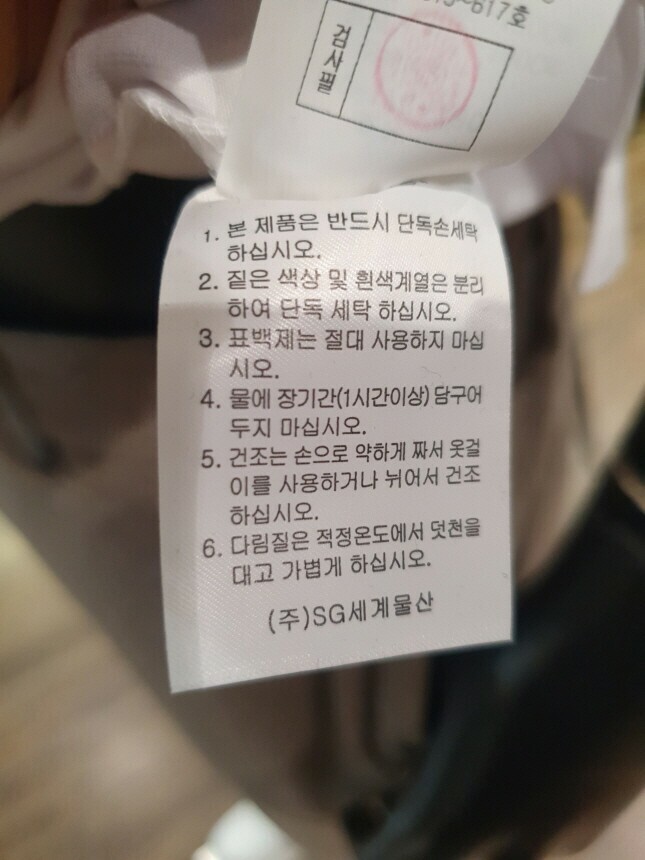 617호
검사필
1. 본 제품은 반드시 단독손세탁
하십시오.
2. 짙은 색상 및 흰색계열은 분리
하여 단독 세탁 하십시오.
3. 표백제는 절대 사용하지 마십
시오.
4. 물에 장기간(1시간이상) 담구어
두지 마십시오.
5. 건조는 손으로 약하게 짜서 옷걸
이를 사용하거나 뉘어서 건조
하십시오.
6. 다림질은 적정온도에서 덧천을
대고 가볍게 하십시오.
(주)SG세계물산